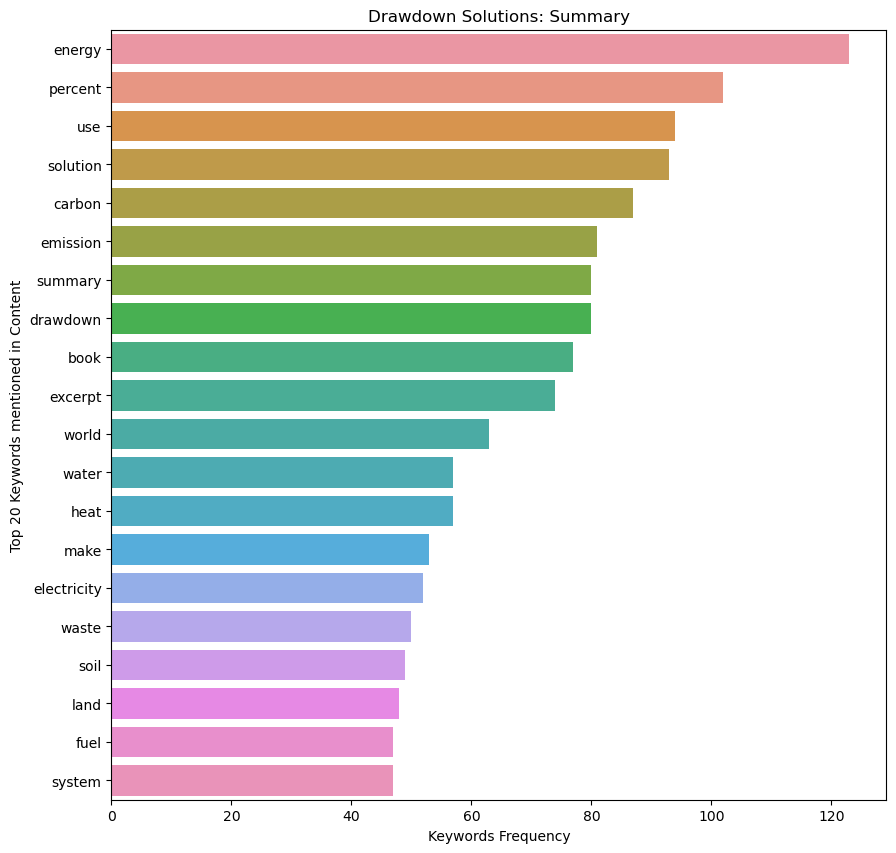 Drawdown Solutions: Summary
Top 20 Keywords mentioned in Content
energy
percent
use
solution
carbon
emission
summary
drawdown
book
excerpt
world
water
heat
make
electricity
waste
soil
land
fuel
system
0 20 40 60 80 100 120
Keywords Frequency